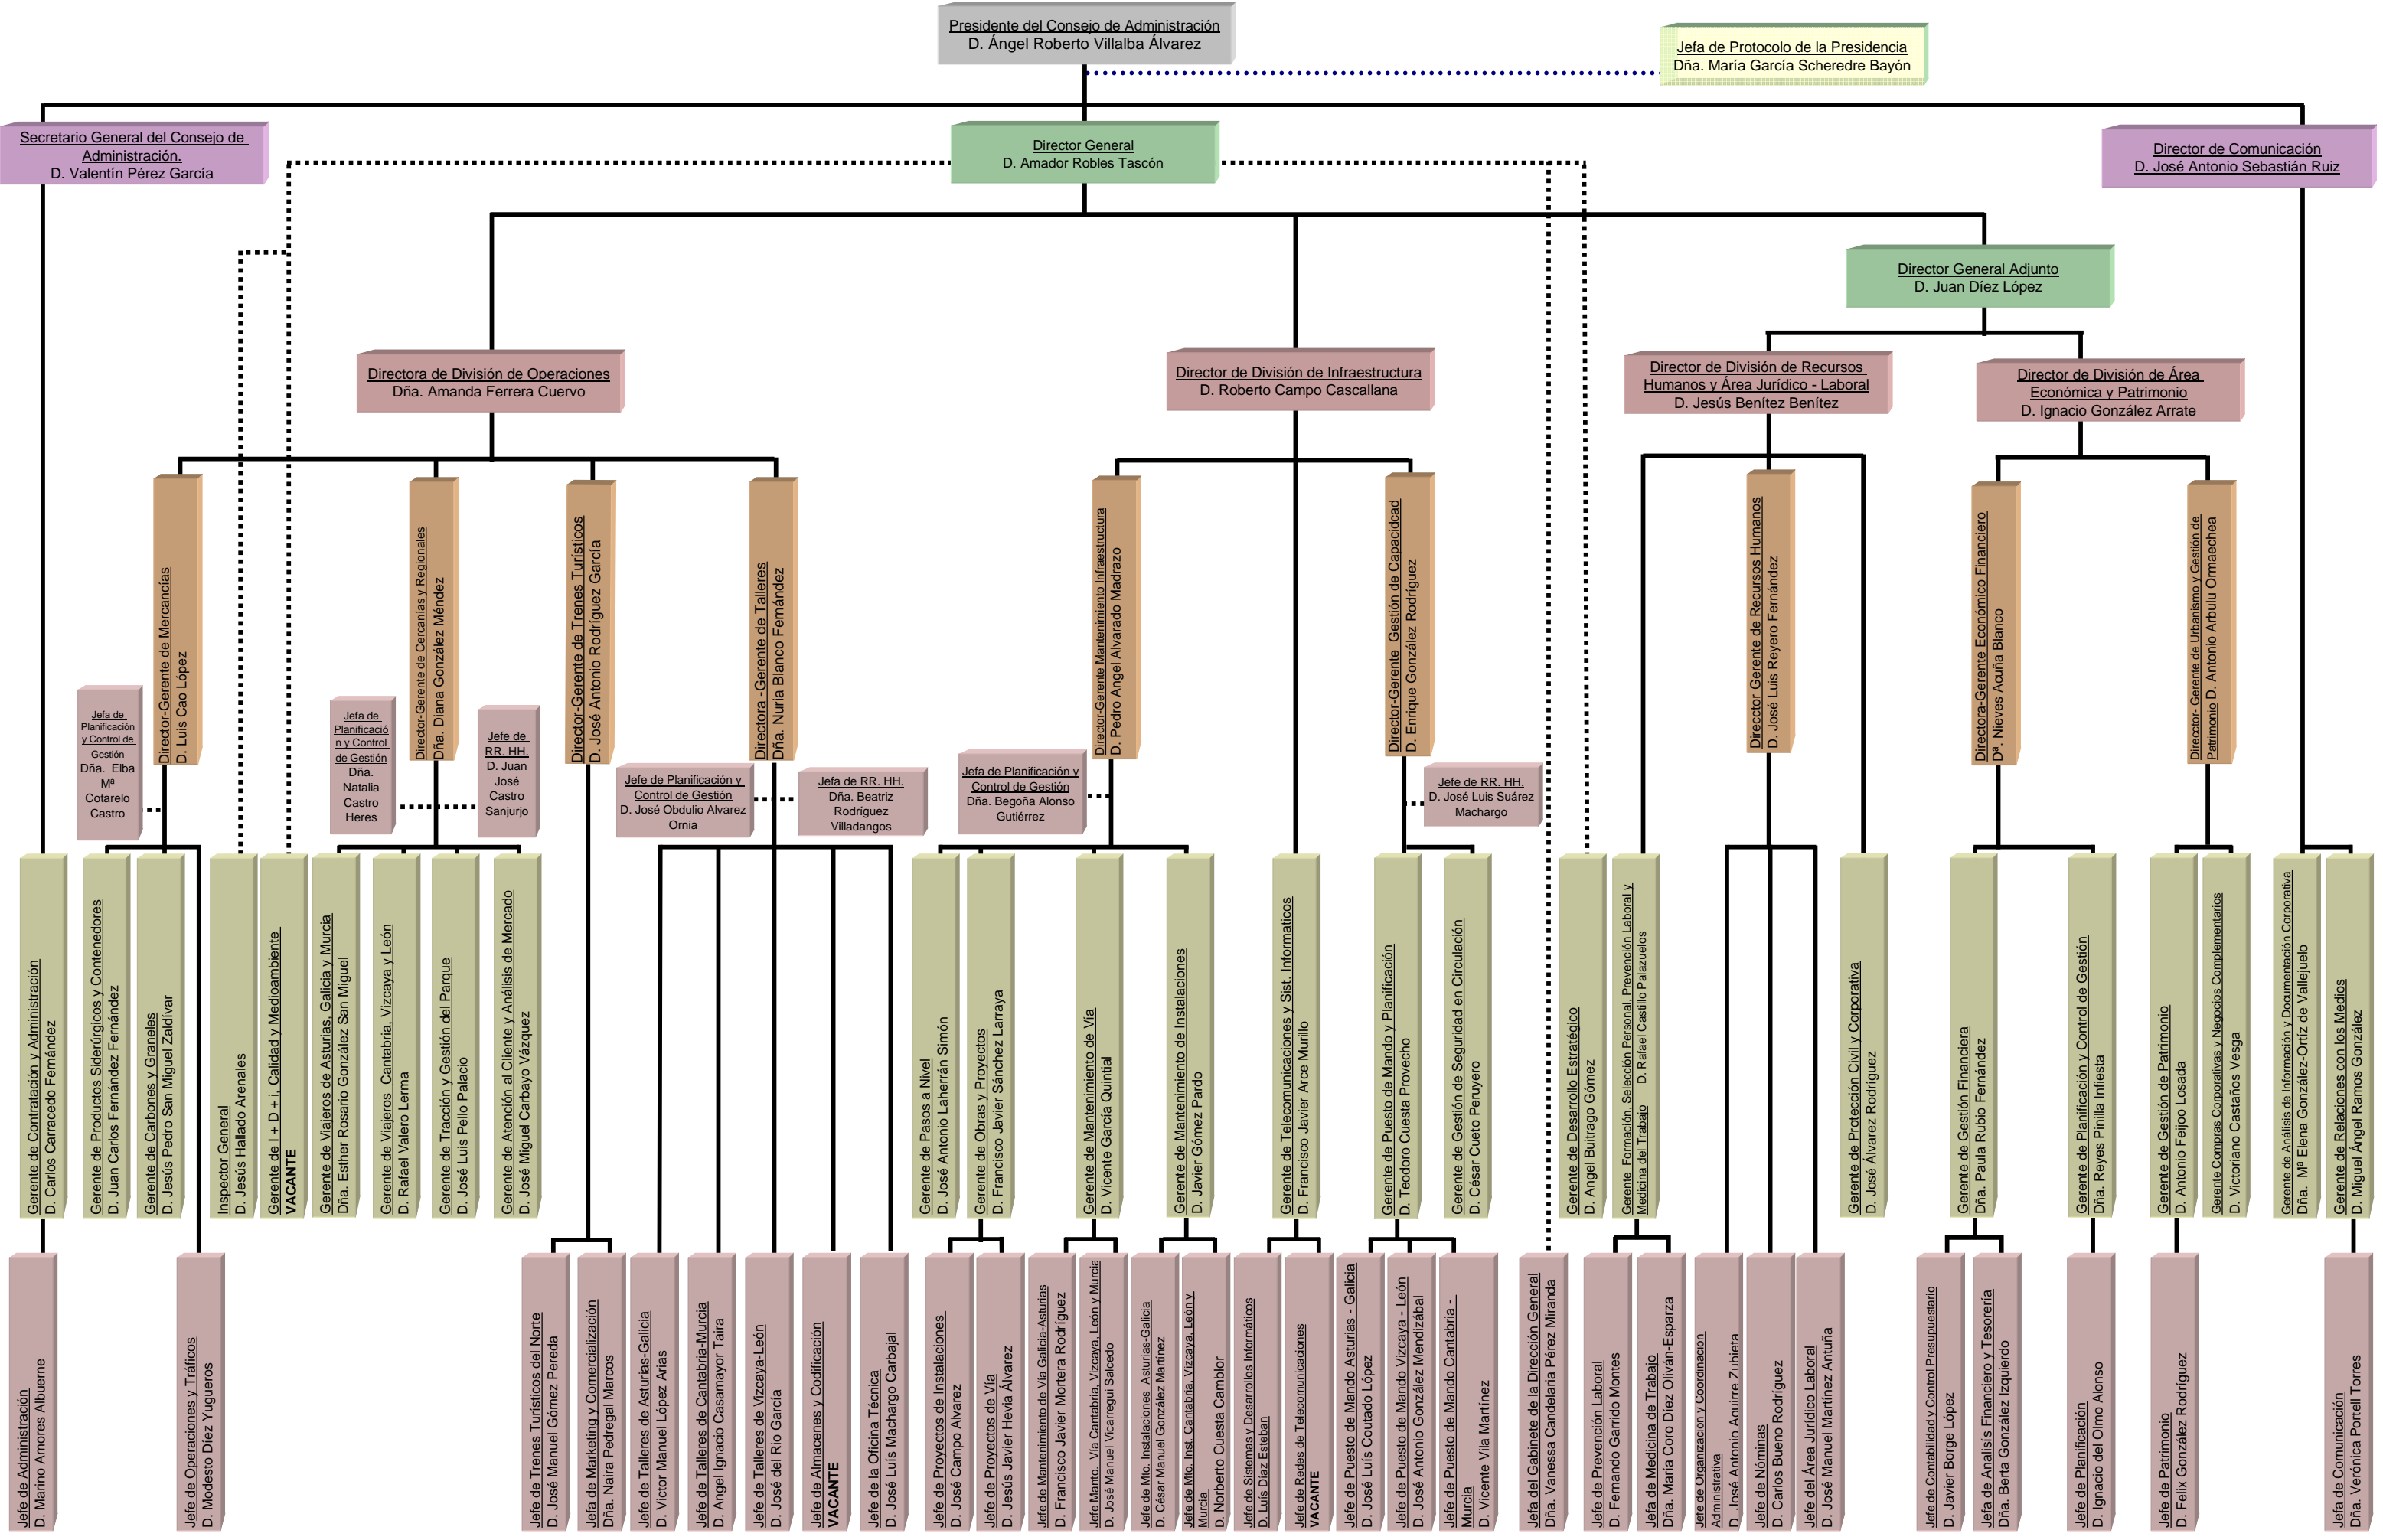 Presidente del Consejo de Administración
D. Ángel Roberto Villalba Álvarez
Jefa de Protocolo de la Presidencia
Dña. María García Scheredre Bayón
Secretario General del Consejo de
Administración.
D. Valentín Pérez García
Director General
D. Amador Robles Tascón
Director de Comunicación
D. José Antonio Sebastián Ruiz
Director General Adjunto
D. Juan Díez López
Directora de División de Operaciones
Dña. Amanda Ferrera Cuervo
Director de División de Infraestructura
D. Roberto Campo Cascallana
Director de División de Recursos
Humanos y Área Jurídico - Laboral
D. Jesús Benítez Benítez
Director de División de Área
Económica y Patrimonio
D. Ignacio González Arrate
Director-Gerente de Mercancías
D. Luis Cao López
Director-Gerente de Cercanías y Regionales
Dña. Diana González Méndez
Director-Gerente de Trenes Turísticos
D. José Antonio Rodríguez García
Directora -Gerente de Talleres
Dña. Nuria Blanco Fernández
Director-Gerente Mantenimiento Infraestructura
D. Pedro Angel Alvarado Madrazo
Director-Gerente Gestión de Capacidcad
D. Enrique González Rodríguez
Direcctor Gerente de Recursos Humanos
D. José Luis Reyero Fernández
Directora-Gerente Económico Financiero
Dª. Nieves Acuña Blanco
Direcctor- Gerente de Urbanismo y Gestión de
Patrimonio D. Antonio Arbulu Ormaechea
Jefa de
Planificación
y Control de
Gestión
Dña. Elba
Mª
Cotarelo
Castro
Jefa de
Planificació
n y Control
de Gestión
Dña.
Natalia
Castro
Heres
Jefe de
RR. HH.
D. Juan
José
Castro
Sanjurjo
Jefe de Planificación y
Control de Gestión
D. José Obdulio Alvarez
Ornia
Jefa de RR. HH.
Dña. Beatriz
Rodríguez
Villadangos
Jefa de Planificación y
Control de Gestión
Dña. Begoña Alonso
Gutiérrez
Jefe de RR. HH.
D. José Luis Suárez
Machargo
Gerente de Contratación y Administración
D. Carlos Carracedo Fernández
Gerente de Productos Siderúrgicos y Contenedores
D. Juan Carlos Fernández Fernández
Gerente de Carbones y Graneles
D. Jesús Pedro San Miguel Zaldívar
Inspector General
D. Jesús Hallado Arenales
Gerente de I + D + i, Calidad y Medioambiente
VACANTE
Gerente de Viajeros de Asturias, Galicia y Murcia
Dña. Esther Rosario González San Miguel
Gerente de Viajeros Cantabria, Vizcaya y León
D. Rafael Valero Lerma
Gerente de Tracción y Gestión del Parque
D. José Luis Pello Palacio
Gerente de Atención al Cliente y Análisis de Mercado
D. José Miguel Carbayo Vázquez
Gerente de Pasos a Nivel
D. José Antonio Laherrán Simón
Gerente de Obras y Proyectos
D. Francisco Javier Sánchez Larraya
Gerente de Mantenimiento de Vía
D. Vicente García Quintial
Gerente de Mantenimiento de Instalaciones
D. Javier Gómez Pardo
Gerente de Telecomunicaciones y Sist. Informaticos
D. Francisco Javier Arce Murillo
Gerente de Puesto de Mando y Planificación
D. Teodoro Cuesta Provecho
Gerente de Gestión de Seguridad en Circulación
D. César Cueto Peruyero
Gerente de Desarrollo Estratégico
D. Angel Buitrago Gómez
Gerente Formación, Selección Personal, Prevención Laboral y
Medicina del Trabajo D. Rafael Castillo Palazuelos
Gerente de Protección Civil y Corporativa
D. José Álvarez Rodríguez
Gerente de Gestión Financiera
Dña. Paula Rubio Fernández
Gerente de Planificación y Control de Gestión
Dña. Reyes Pinilla Infiesta
Gerente de Gestión de Patrimonio
D. Antonio Feijoo Losada
Gerente Compras Corporativas y Negocios Complementarios
D. Victoriano Castaños Vesga
Gerente de Análisis de Información y Documentación Corporativa
Dña. Mª Elena González-Ortiz de Vallejuelo
Gerente de Relaciones con los Medios
D. Miguel Ángel Ramos González
Jefe de Administración
D. Marino Amores Albuerne
Jefe de Operaciones y Tráficos
D. Modesto Díez Yugueros
Jefe de Trenes Turísticos del Norte
D. José Manuel Gómez Pereda
Jefa de Marketing y Comercialización
Dña. Naira Pedregal Marcos
Jefe de Talleres de Asturias-Galicia
D. Victor Manuel López Arias
Jefe de Talleres de Cantabria-Murcia
D. Angel Ignacio Casamayor Taira
Jefe de Talleres de Vizcaya-León
D. José del Rio García
Jefe de Almacenes y Codificación
VACANTE
Jefe de la Oficina Técnica
D. José Luis Machargo Carbajal
Jefe de Proyectos de Instalaciones
D. José Campo Alvarez
Jefe de Proyectos de Vía
D. Jesús Javier Hevia Álvarez
Jefe de Mantenimiento de Vía Galicia-Asturias
D. Francisco Javier Mortera Rodríguez
Jefe Manto. Vía Cantabria, Vizcaya, León y Murcia
D. José Manuel Vicarregui Salcedo
Jefe de Mto. Instalaciones Asturias-Galicia
D. César Manuel González Martínez
Jefe de Mto. Inst. Cantabria, Vizcaya, León y
Murcia
D. Norberto Cuesta Camblor
Jefe de Sistemas y Desarrollos Informáticos
D. Luis Díaz Esteban
Jefe de Redes de Telecomunicaciones
VACANTE
Jefe de Puesto de Mando Asturias - Galicia
D. José Luis Coutado López
Jefe de Puesto de Mando Vizcaya - León
D. José Antonio González Mendizábal
Jefe de Puesto de Mando Cantabria -
Murcia
D. Vicente Vila Martínez
Jefa del Gabinete de la Dirección General
Dña. Vanessa Candelaria Pérez Miranda
Jefe de Prevención Laboral
D. Fernando Garrido Montes
Jefa de Medicina de Trabajo
Dña. María Coro Díez Oliván-Esparza
Jefe de Organizacion y Coordinacion
Administrativa
D. José Antonio Aguirre Zubieta
Jefe de Nóminas
D. Carlos Bueno Rodríguez
Jefe del Área Jurídico Laboral
D. José Manuel Martínez Antuña
Jefe de Contabilidad y Control Presupuestario
D. Javier Borge López
Jefa de Analisís Financiero y Tesorería
Dña. Berta González Izquierdo
Jefe de Planificación
D. Ignacio del Olmo Alonso
Jefe de Patrimonio
D. Felix González Rodríguez
Jefa de Comunicación
Dña. Verónica Portell Torres